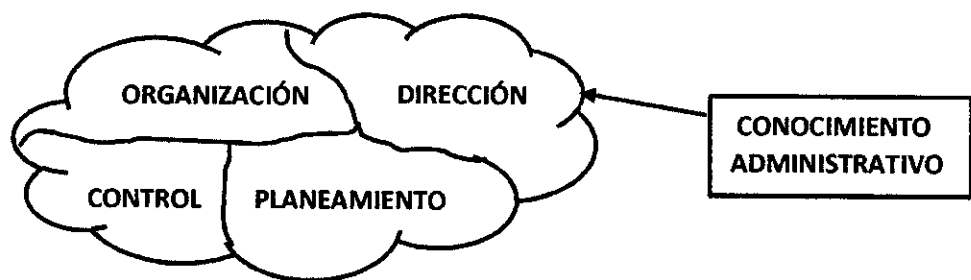 ORGANIZACIÓN
DIRECCIÓN
CONTROL
PLANEAMIENTO
CONOCIMIENTO
ADMINISTRATIVO